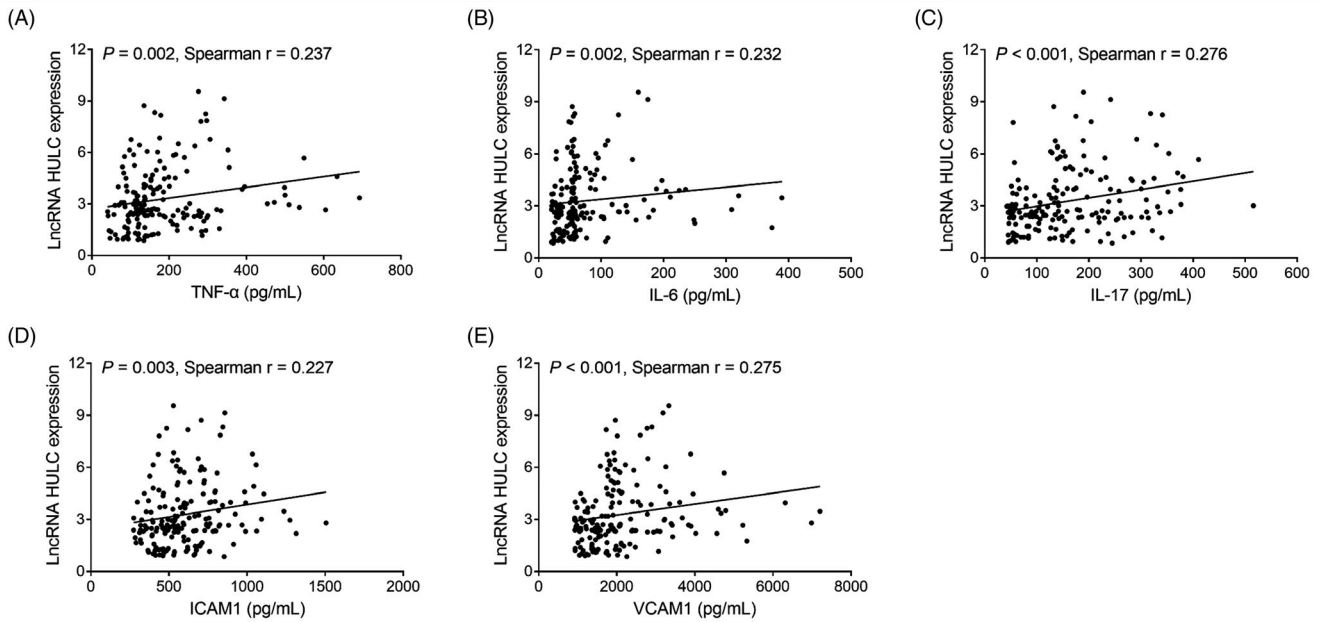 (A)
P = 0.002, Spearman r = 0.237
LncRNA HULC expression
12
9
6
3
0
0 200 400 600 800
TNF-α (pg/mL)
(B)
P = 0.002, Spearman r = 0.232
LncRNA HULC expression
12
9
6
3
0
0 100 200 300 400 500
IL-6 (pg/mL)
(C)
P < 0.001, Spearman r = 0.276
LncRNA HULC expression
12
9
6
3
0
0 100 200 300 400 500 600
IL-17 (pg/mL)
(D)
P = 0.003, Spearman r = 0.227
LncRNA HULC expression
12
9
6
3
0
0 500 1000 1500 2000
ICAM1 (pg/mL)
(E)
P < 0.001, Spearman r = 0.275
LncRNA HULC expression
12
9
6
3
0
0 2000 4000 6000 8000
VCAM1 (pg/mL)